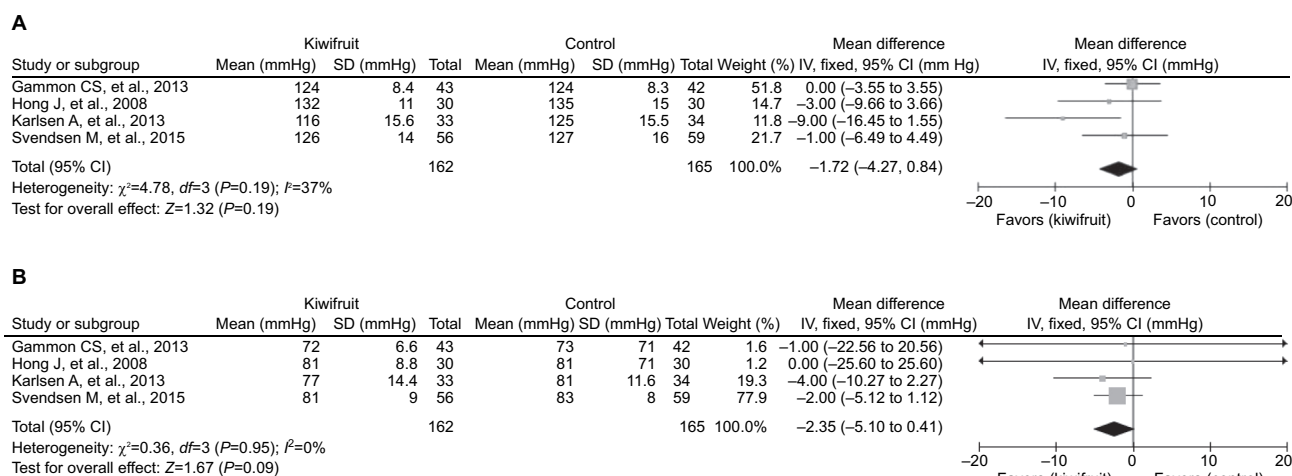 A
Kiwifruit Control Mean difference Mean difference
Study or subgroup Mean (mmHg) SD (mmHg) Total Mean (mmHg) SD (mmHg) Total Weight (%) IV, fixed, 95% CI (mm Hg) IV, fixed, 95% CI (mmHg)
Gammon CS, et al., 2013 124 8.4 43 124 8.3 42 51.8 0.00 (−3.55 to 3.55)
Hong J, et al., 2008 132 11 30 135 15 30 14.7 −3.00 (−9.66 to 3.66)
Karlsen A, et al., 2013 116 15.6 33 125 15.5 34 11.8 −9.00 (−16.45 to 1.55)
Svendsen M, et al., 2015 126 14 56 127 16 59 21.7 −1.00 (−6.49 to 4.49)
Total (95% CI) 162 165 100.0% −1.72 (−4.27, 0.84)
Heterogeneity: χ²=4.78, df=3 (P=0.19); I²=37%
Test for overall effect: Z=1.32 (P=0.19)
−20 −10 0 10 20
Favors (kiwifruit) Favors (control)
B
Kiwifruit Control Mean difference Mean difference
Study or subgroup Mean (mmHg) SD (mmHg) Total Mean (mmHg) SD (mmHg) Total Weight (%) IV, fixed, 95% CI (mmHg) IV, fixed, 95% CI (mmHg)
Gammon CS, et al., 2013 72 6.6 43 73 71 42 1.6 −1.00 (−22.56 to 20.56)
Hong J, et al., 2008 81 8.8 30 81 71 30 1.2 0.00 (−25.60 to 25.60)
Karlsen A, et al., 2013 77 14.4 33 81 11.6 34 19.3 −4.00 (−10.27 to 2.27)
Svendsen M, et al., 2015 81 9 56 83 8 59 77.9 −2.00 (−5.12 to 1.12)
Total (95% CI) 162 165 100.0% −2.35 (−5.10 to 0.41)
Heterogeneity: χ²=0.36, df=3 (P=0.95); I²=0%
Test for overall effect: Z=1.67 (P=0.09)
−20 −10 0 10 20
Favors (kiwifruit) Favors (control)